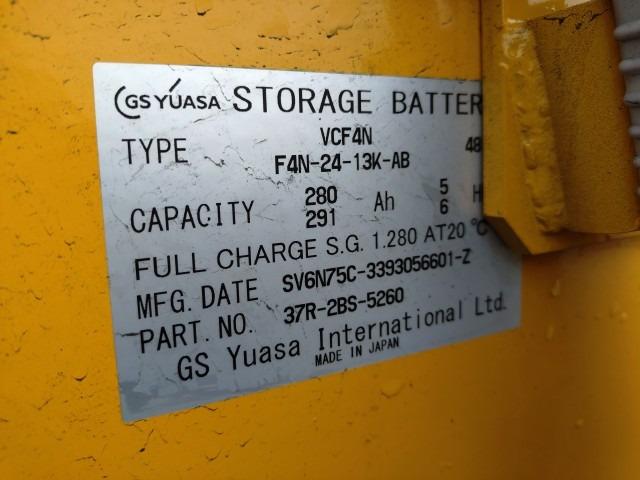 GS YUASA STORAGE BATTER
TYPE VCF4N 48
F4N-24-13K-AB
CAPACITY 280 Ah 5 H
291 6
FULL CHARGE S.G. 1.280 AT20 °C
MFG. DATE SV6N75C-3393056601-Z
PART. NO. 37R-2BS-5260
GS Yuasa International Ltd.
MADE IN JAPAN